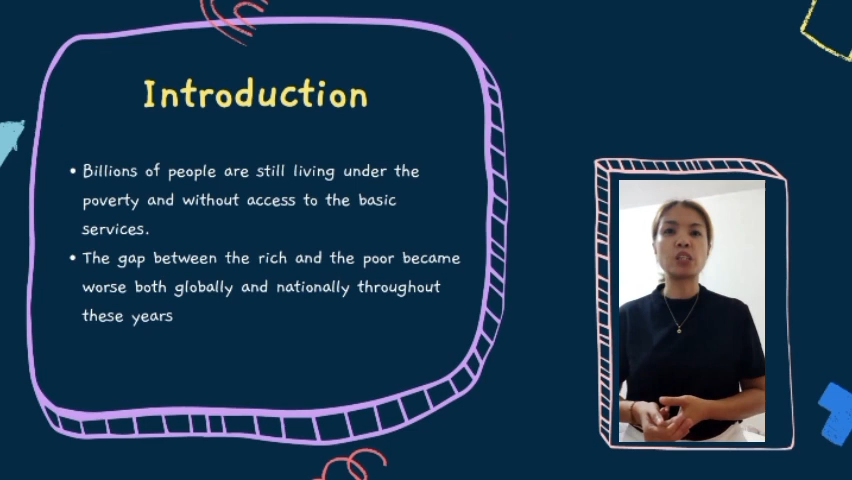 Introduction
• Billions of people are still living under the
poverty and without access to the basic
services.
• The gap between the rich and the poor became
worse both globally and nationally throughout
these years